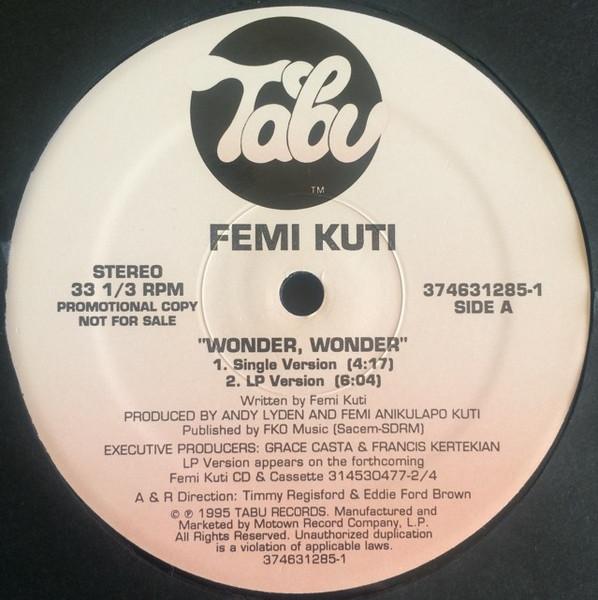 Tabu
TM
FEMI KUTI
STEREO
33 1/3 RPM
PROMOTIONAL COPY
NOT FOR SALE
374631285-1
SIDE A
"WONDER, WONDER"
1. Single Version (4:17)
2. LP Version (6:04)
Written by Femi Kuti
PRODUCED BY ANDY LYDEN AND FEMI ANIKULAPO KUTI
Published by FKO Music (Sacem-SDRM)
EXECUTIVE PRODUCERS: GRACE CASTA & FRANCIS KERTEKIAN
LP Version appears on the forthcoming
Femi Kuti CD & Cassette 314530477-2/4
A & R Direction: Timmy Regisford & Eddie Ford Brown
© ℗ 1995 TABU RECORDS. Manufactured and
Marketed by Motown Record Company, L.P.
All Rights Reserved. Unauthorized duplication
is a violation of applicable laws.
374631285-1